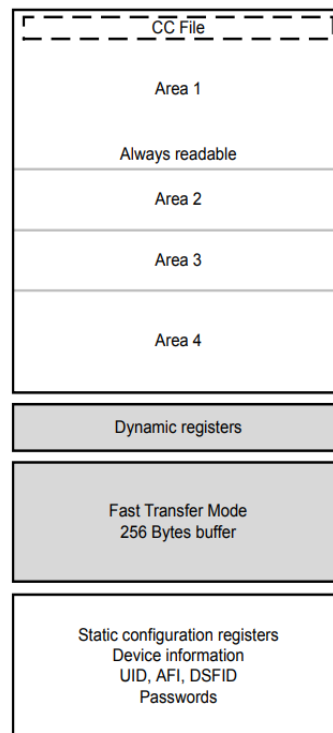 CC File
Area 1
Always readable
Area 2
Area 3
Area 4
Dynamic registers
Fast Transfer Mode
256 Bytes buffer
Static configuration registers
Device information
UID, AFI, DSFID
Passwords